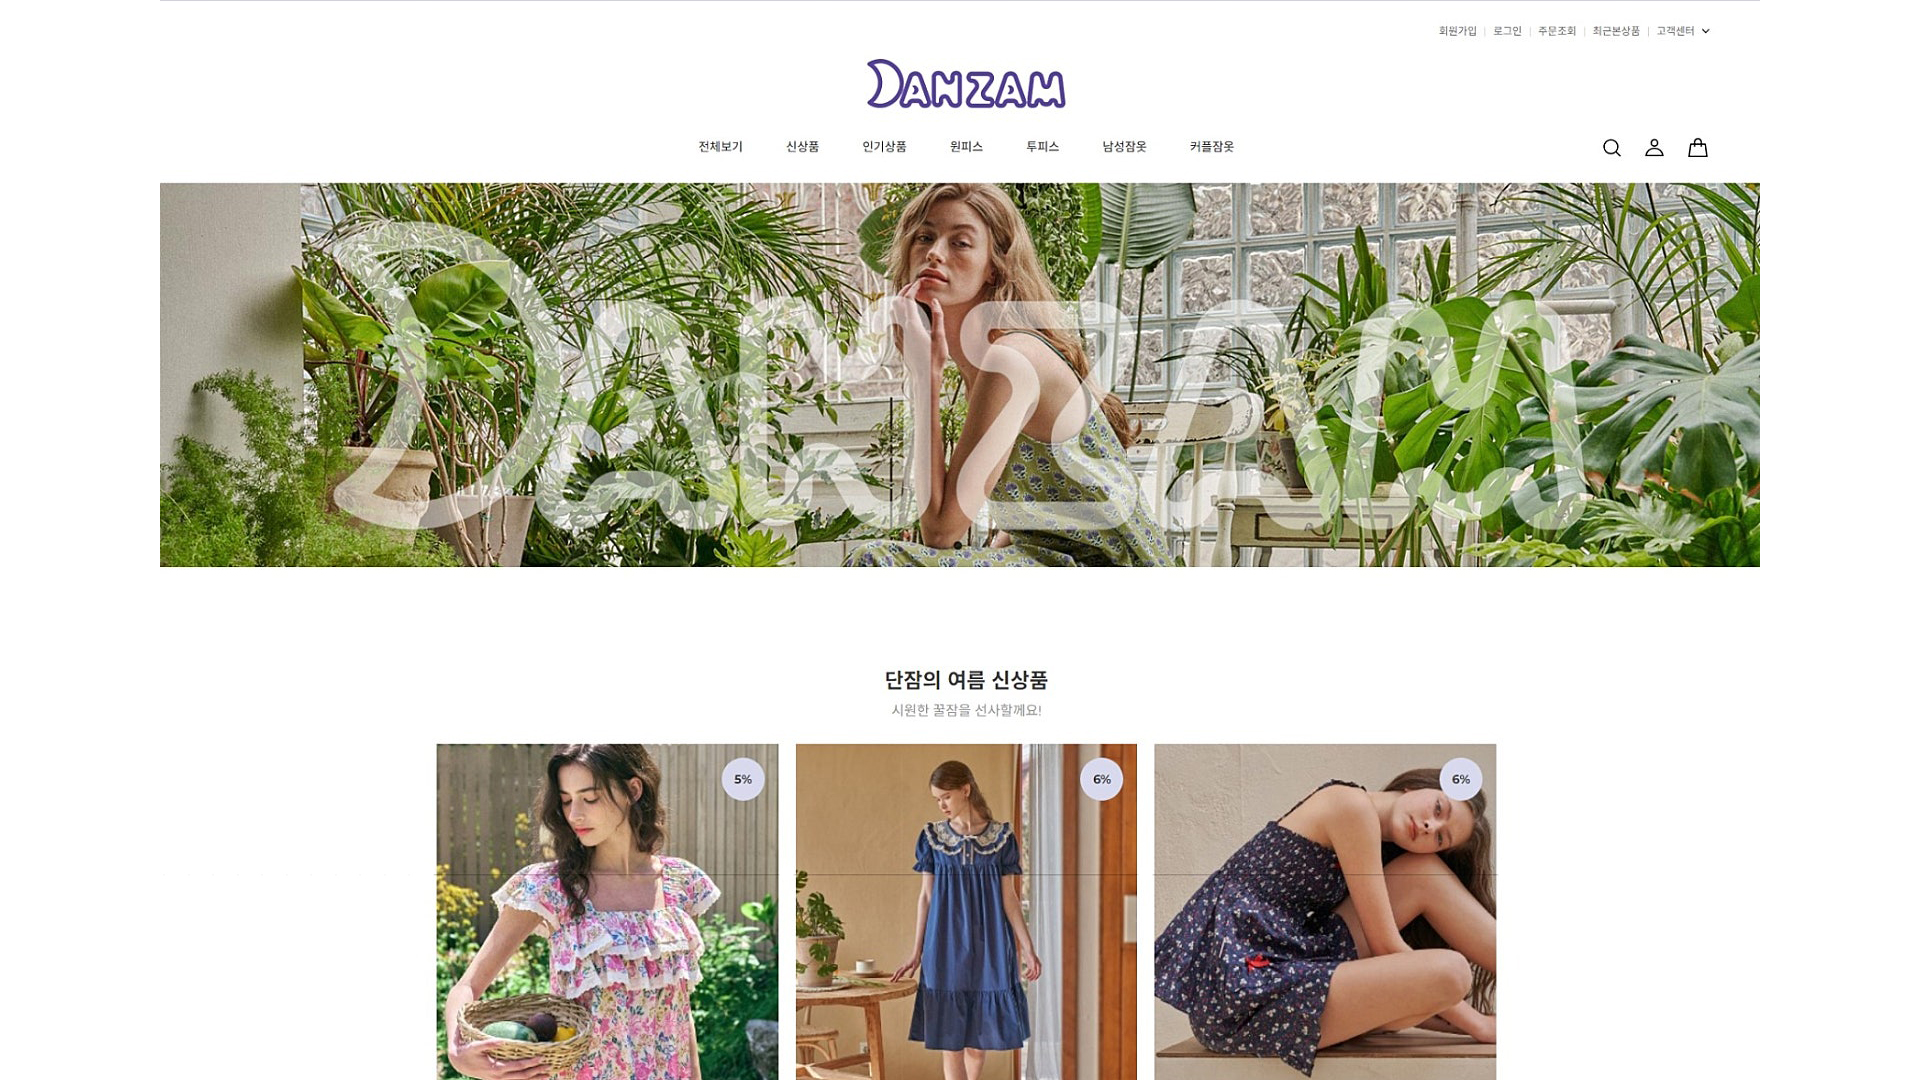 회원가입 | 로그인 | 주문조회 | 최근본상품 | 고객센터
DANZAM
전체보기 신상품 인기상품 원피스 투피스 남성잠옷 커플잠옷
DANZAM
단잠의 여름 신상품
시원한 꿀잠을 선사할께요!
5% 6% 6%